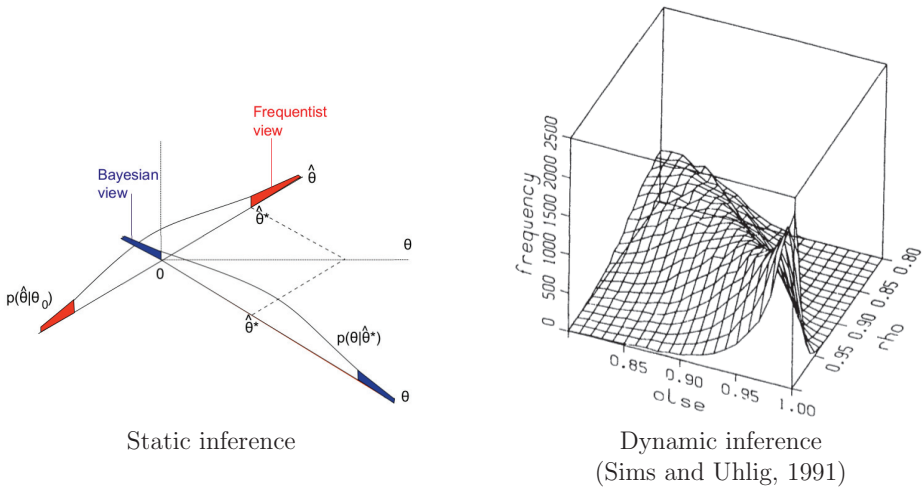 Frequentist
view
Bayesian
view
θ̂
θ̂*
θ
0
p(θ̂|θ₀)
θ̂*
p(θ|θ̂*)
θ
Static inference
frequency
2500
2000
1500
1000
500
0
0.85
0.90
0.95
1.00
olse
0.80
0.85
0.90
0.95
rho
Dynamic inference
(Sims and Uhlig, 1991)